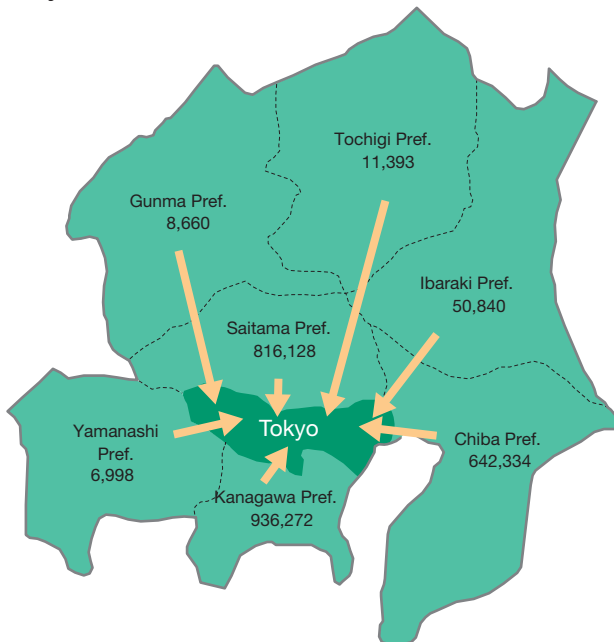 Tochigi Pref.
11,393
Gunma Pref.
8,660
Ibaraki Pref.
50,840
Saitama Pref.
816,128
Tokyo
Yamanashi
Pref.
6,998
Chiba Pref.
642,334
Kanagawa Pref.
936,272